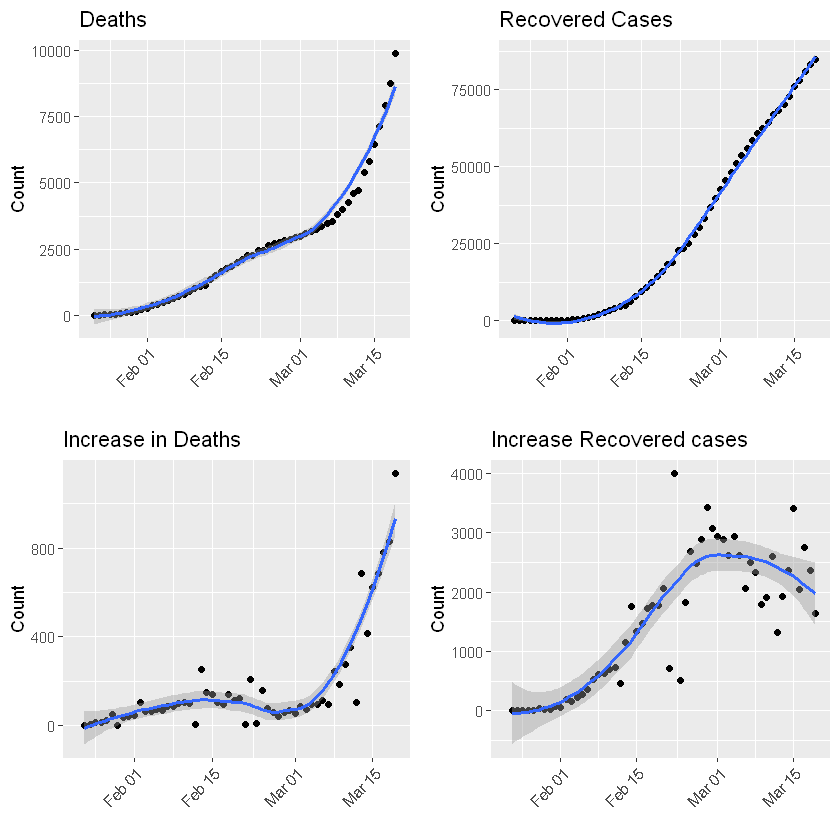 Deaths
Count
10000
7500
5000
2500
0
Feb 01
Feb 15
Mar 01
Mar 15
Recovered Cases
Count
75000
50000
25000
0
Feb 01
Feb 15
Mar 01
Mar 15
Increase in Deaths
Count
800
400
0
Feb 01
Feb 15
Mar 01
Mar 15
Increase Recovered cases
Count
4000
3000
2000
1000
0
Feb 01
Feb 15
Mar 01
Mar 15